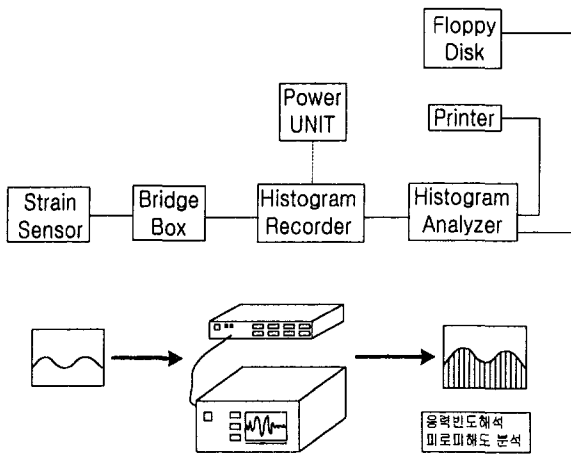 Floppy
Disk
Power
UNIT
Printer
Strain
Sensor
Bridge
Box
Histogram
Recorder
Histogram
Analyzer
응력빈도해석
피로피해도 분석